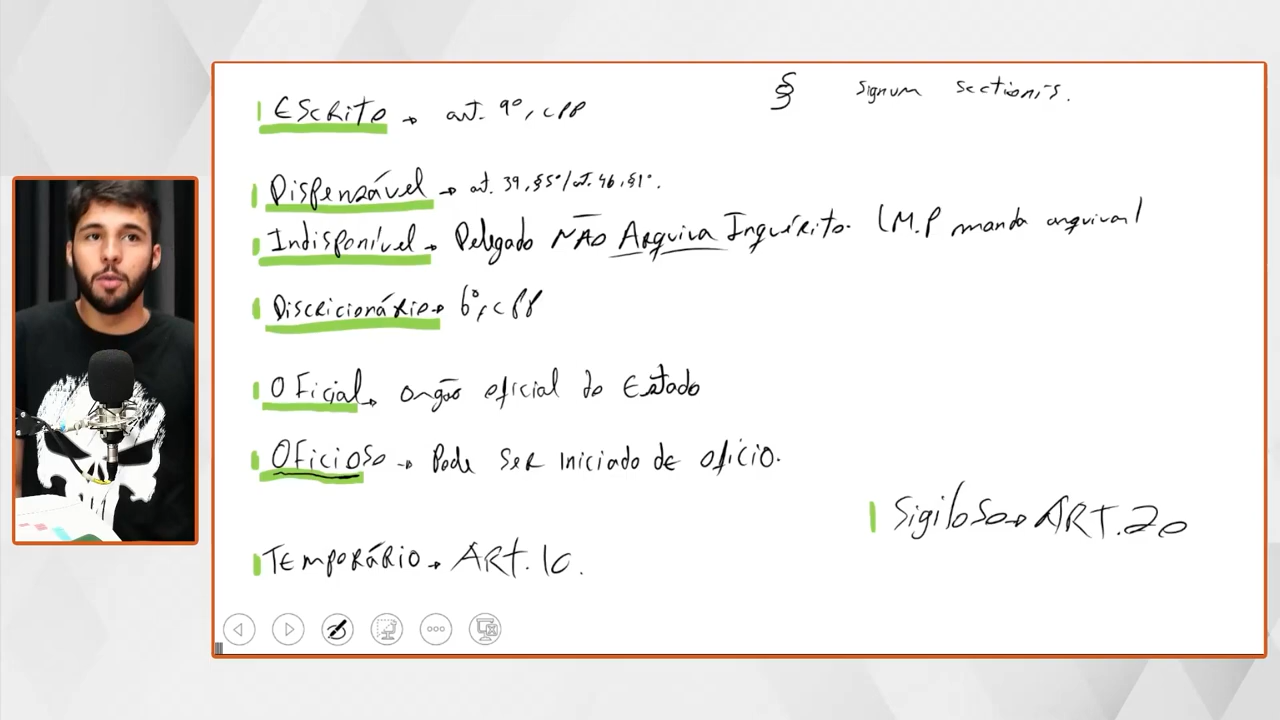 Escrito → art. 9º, CPP
§ signum sectionis.
Dispensável → art. 39, §5º/art. 46, §1º.
Indisponível → Delegado NÃO Arquiva Inquérito. (M.P manda arquivar)
Discricionário → 6º, CPP
Oficial → orgão oficial do Estado
Oficioso → Pode ser iniciado de ofício.
Sigiloso → ART. 20
Temporário → ART. 10.